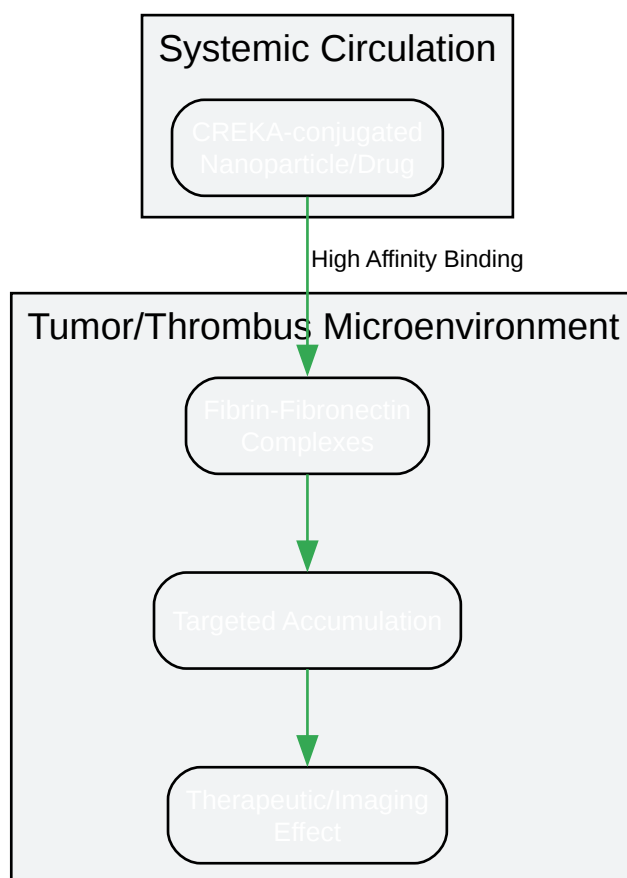 Systemic Circulation
CREKA-conjugated
Nanoparticle/Drug
High Affinity Binding
Tumor/Thrombus Microenvironment
Fibrin-Fibronectin
Complexes
Targeted Accumulation
Therapeutic/Imaging
Effect